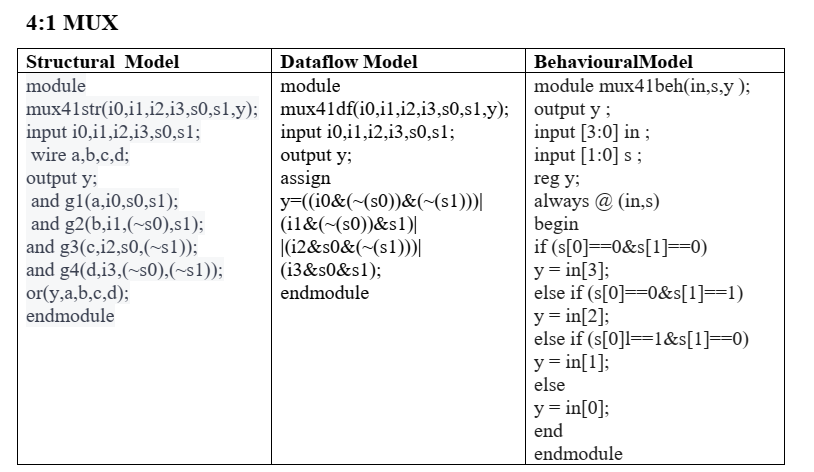 4:1 MUX
Structural Model
module
mux41str(i0,i1,i2,i3,s0,s1,y);
input i0,i1,i2,i3,s0,s1;
wire a,b,c,d;
output y;
and g1(a,i0,s0,s1);
and g2(b,i1,(~s0),s1);
and g3(c,i2,s0,(~s1));
and g4(d,i3,(~s0),(~s1));
or(y,a,b,c,d);
endmodule
Dataflow Model
module
mux41df(i0,i1,i2,i3,s0,s1,y);
input i0,i1,i2,i3,s0,s1;
output y;
assign
y=((i0&(~(s0))&(~(s1)))|
(i1&(~(s0))&s1)|
|(i2&s0&(~(s1)))|
(i3&s0&s1);
endmodule
BehaviouralModel
module mux41beh(in,s,y );
output y ;
input [3:0] in ;
input [1:0] s ;
reg y;
always @ (in,s)
begin
if (s[0]==0&s[1]==0)
y = in[3];
else if (s[0]==0&s[1]==1)
y = in[2];
else if (s[0]l==1&s[1]==0)
y = in[1];
else
y = in[0];
end
endmodule